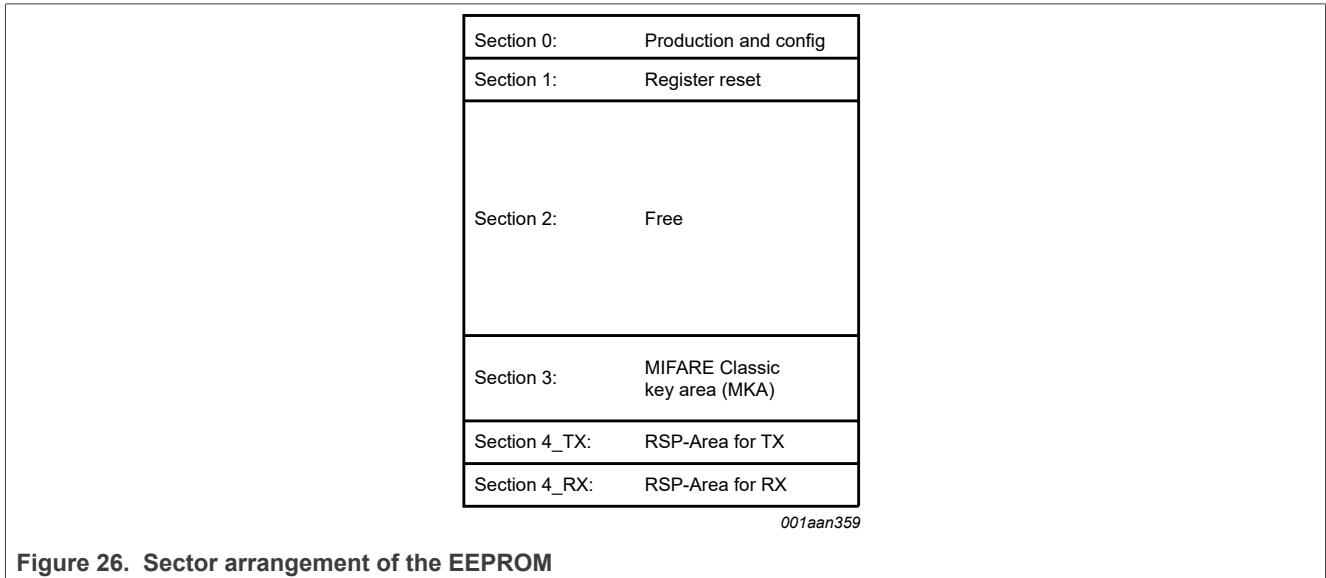 Section 0: Production and config
Section 1: Register reset
Section 2: Free
Section 3: MIFARE Classic
key area (MKA)
Section 4_TX: RSP-Area for TX
Section 4_RX: RSP-Area for RX
001aan359
Figure 26. Sector arrangement of the EEPROM